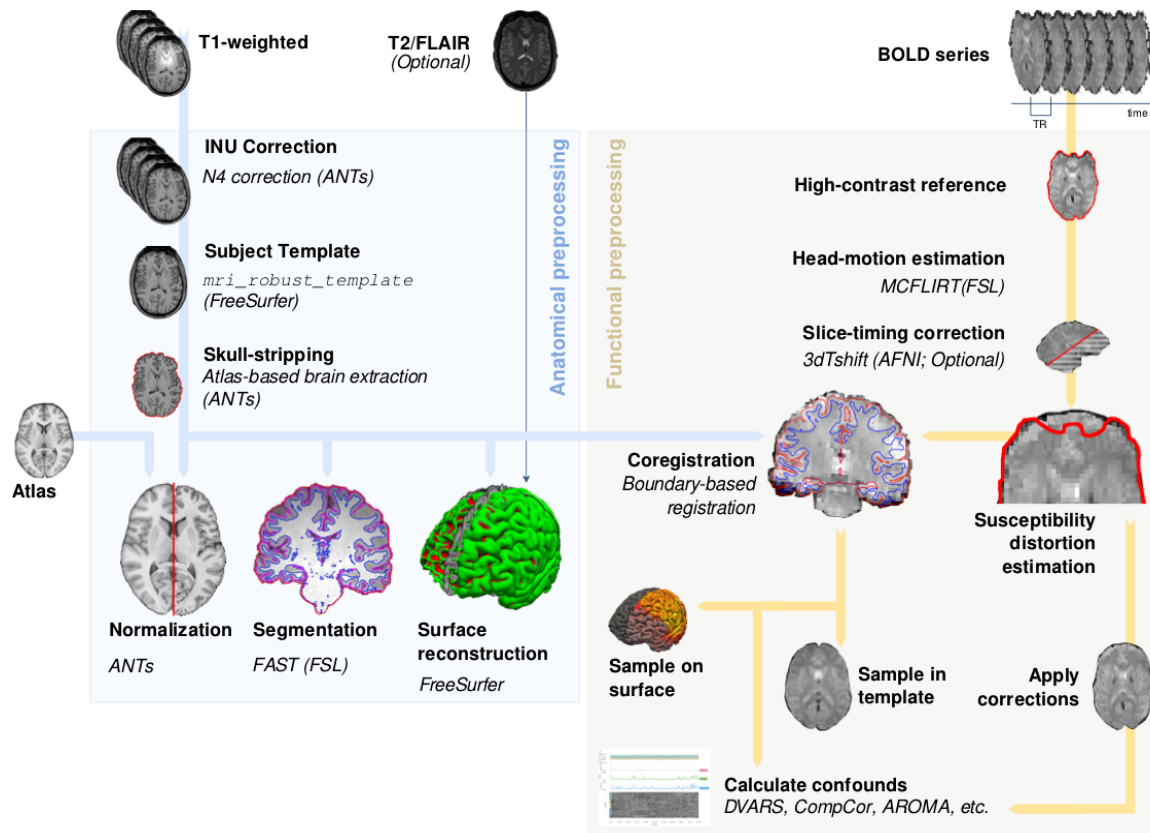 T1-weighted
T2/FLAIR
(Optional)
BOLD series
TR
time
INU Correction
N4 correction (ANTs)
Subject Template
mri_robust_template
(FreeSurfer)
Skull-stripping
Atlas-based brain extraction
(ANTs)
Atlas
Normalization
ANTs
Segmentation
FAST (FSL)
Surface
reconstruction
FreeSurfer
Anatomical preprocessing
Functional preprocessing
High-contrast reference
Head-motion estimation
MCFLIRT(FSL)
Slice-timing correction
3dTshift (AFNI; Optional)
Coregistration
Boundary-based
registration
Susceptibility
distortion
estimation
Sample on
surface
Sample in
template
Apply
corrections
Calculate confounds
DVARS, CompCor, AROMA, etc.